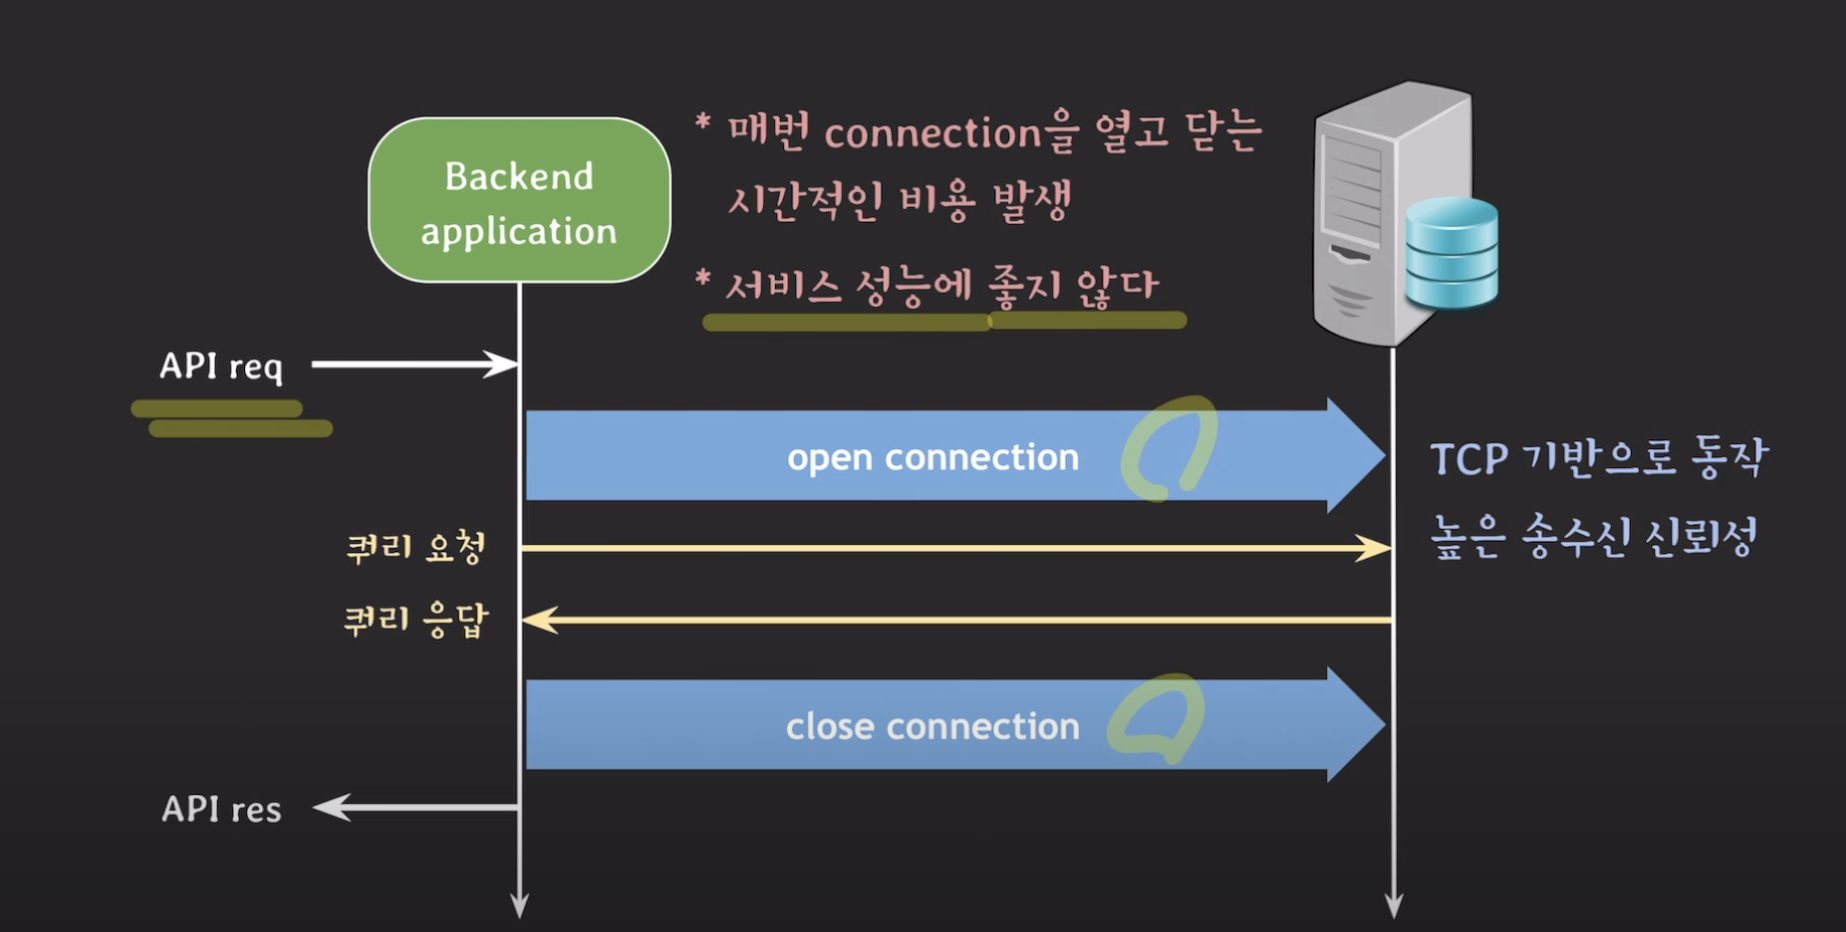 Backend
application
* 매번 connection을 열고 닫는
시간적인 비용 발생
* 서비스 성능에 좋지 않다
API req
open connection
TCP 기반으로 동작
높은 송수신 신뢰성
쿼리 요청
쿼리 응답
close connection
API res